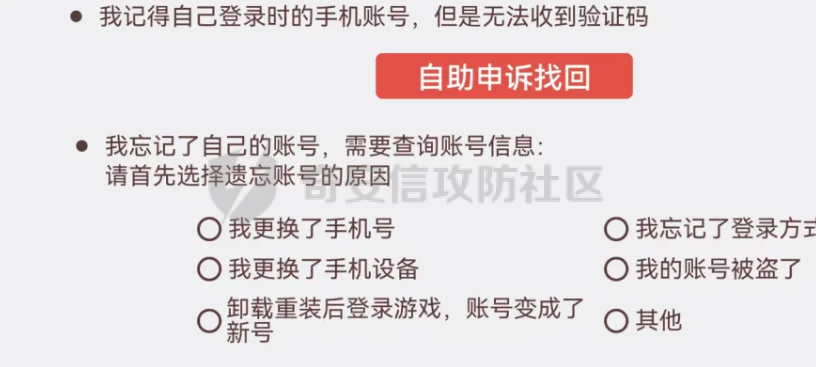 我记得自己登录时的手机账号，但是无法收到验证码
自助申诉找回
我忘记了自己的账号，需要查询账号信息:
请首先选择遗忘账号的原因
奇安信攻防社区
我更换了手机号
我忘记了登录方式
我更换了手机设备
我的账号被盗了
卸载重装后登录游戏，账号变成了
新号
其他